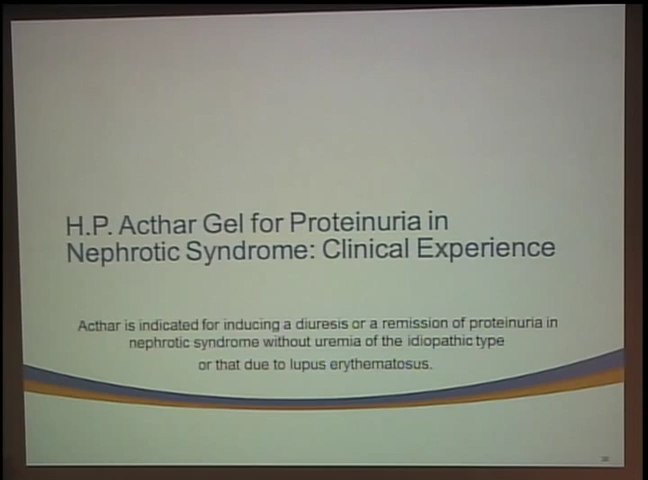 H.P. Acthar Gel for Proteinuria in
Nephrotic Syndrome: Clinical Experience
Acthar is indicated for inducing a diuresis or a remission of proteinuria in
nephrotic syndrome without uremia of the idiopathic type
or that due to lupus erythematosus.